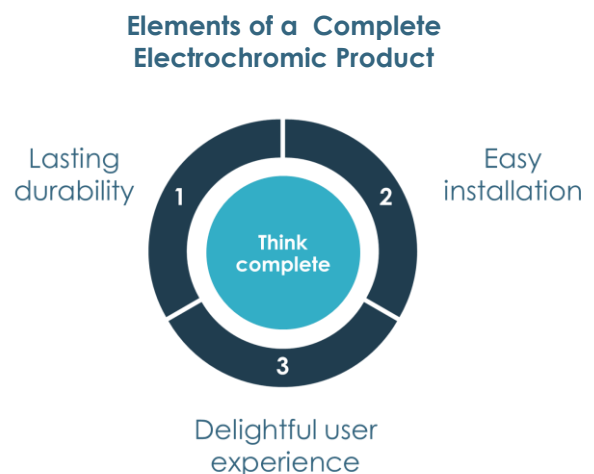 Elements of a Complete
Electrochromic Product
Lasting
durability
1
Think
complete
2
Easy
installation
3
Delightful user
experience